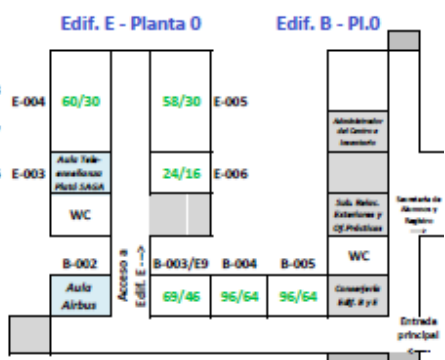 Edif. E - Planta 0
Edif. B - Pl.0
E-004
60/30
58/30
E-005
Administrador
del Centro e
Inventario
E-003
Aula Tele-
enseñanza
Plató SAGA
24/16
E-006
WC
Sub. Relac.
Exteriores y
Of.Prácticas
Secretaría de
Alumnos y
Registro
---->
Acceso a
Edif. E --->
WC
B-002
B-003/E9
B-004
B-005
Aula
Airbus
69/46
96/64
96/64
Conserjería
Edif. B y E
Entrada
principal
<----